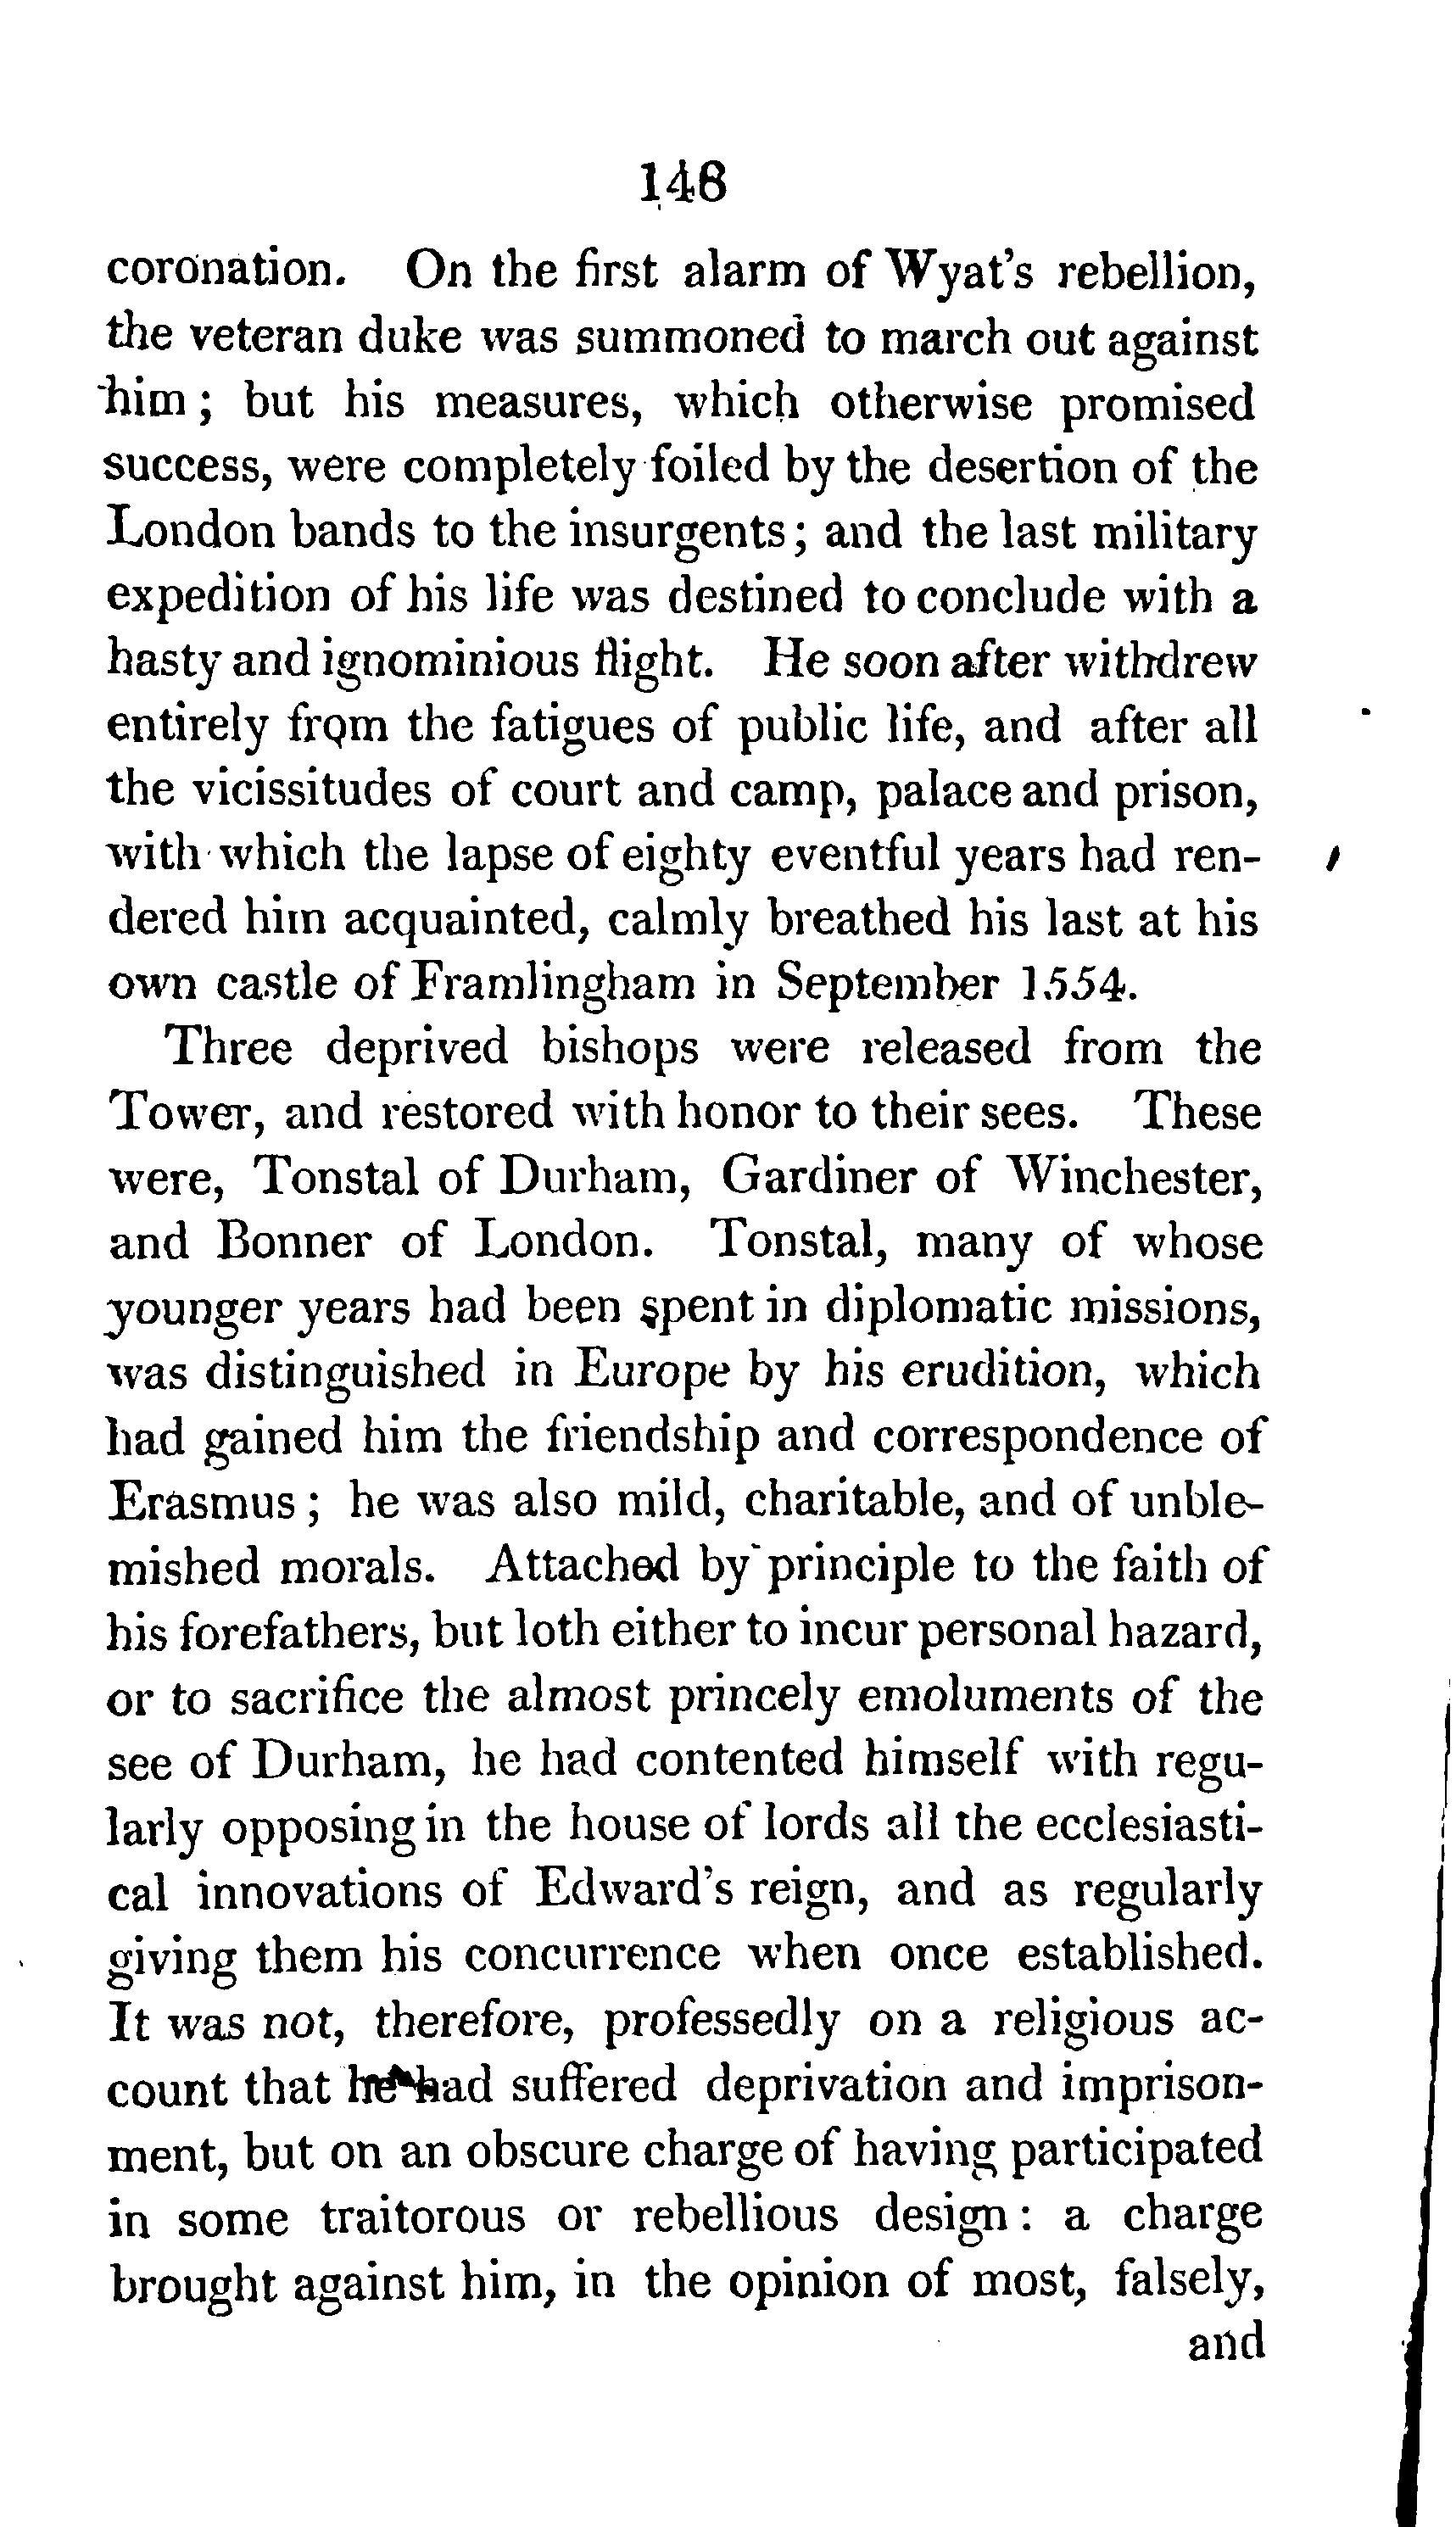 148
coronation. On the first alarm of Wyat's rebellion,
the veteran duke was summoned to march out against
him; but his measures, which otherwise promised
success, were completely foiled by the desertion of the
London bands to the insurgents; and the last military
expedition of his life was destined to conclude with a
hasty and ignominious flight. He soon after withdrew
entirely from the fatigues of public life, and after all
the vicissitudes of court and camp, palace and prison,
with which the lapse of eighty eventful years had ren-
dered him acquainted, calmly breathed his last at his
own castle of Framlingham in September 1554.
Three deprived bishops were released from the
Tower, and restored with honor to their sees. These
were, Tonstal of Durham, Gardiner of Winchester,
and Bonner of London. Tonstal, many of whose
younger years had been spent in diplomatic missions,
was distinguished in Europe by his erudition, which
had gained him the friendship and correspondence of
Erasmus; he was also mild, charitable, and of unble-
mished morals. Attached by principle to the faith of
his forefathers, but loth either to incur personal hazard,
or to sacrifice the almost princely emoluments of the
see of Durham, he had contented himself with regu-
larly opposing in the house of lords all the ecclesiasti-
cal innovations of Edward's reign, and as regularly
giving them his concurrence when once established.
It was not, therefore, professedly on a religious ac-
count that he had suffered deprivation and imprison-
ment, but on an obscure charge of having participated
in some traitorous or rebellious design: a charge
brought against him, in the opinion of most, falsely,
and